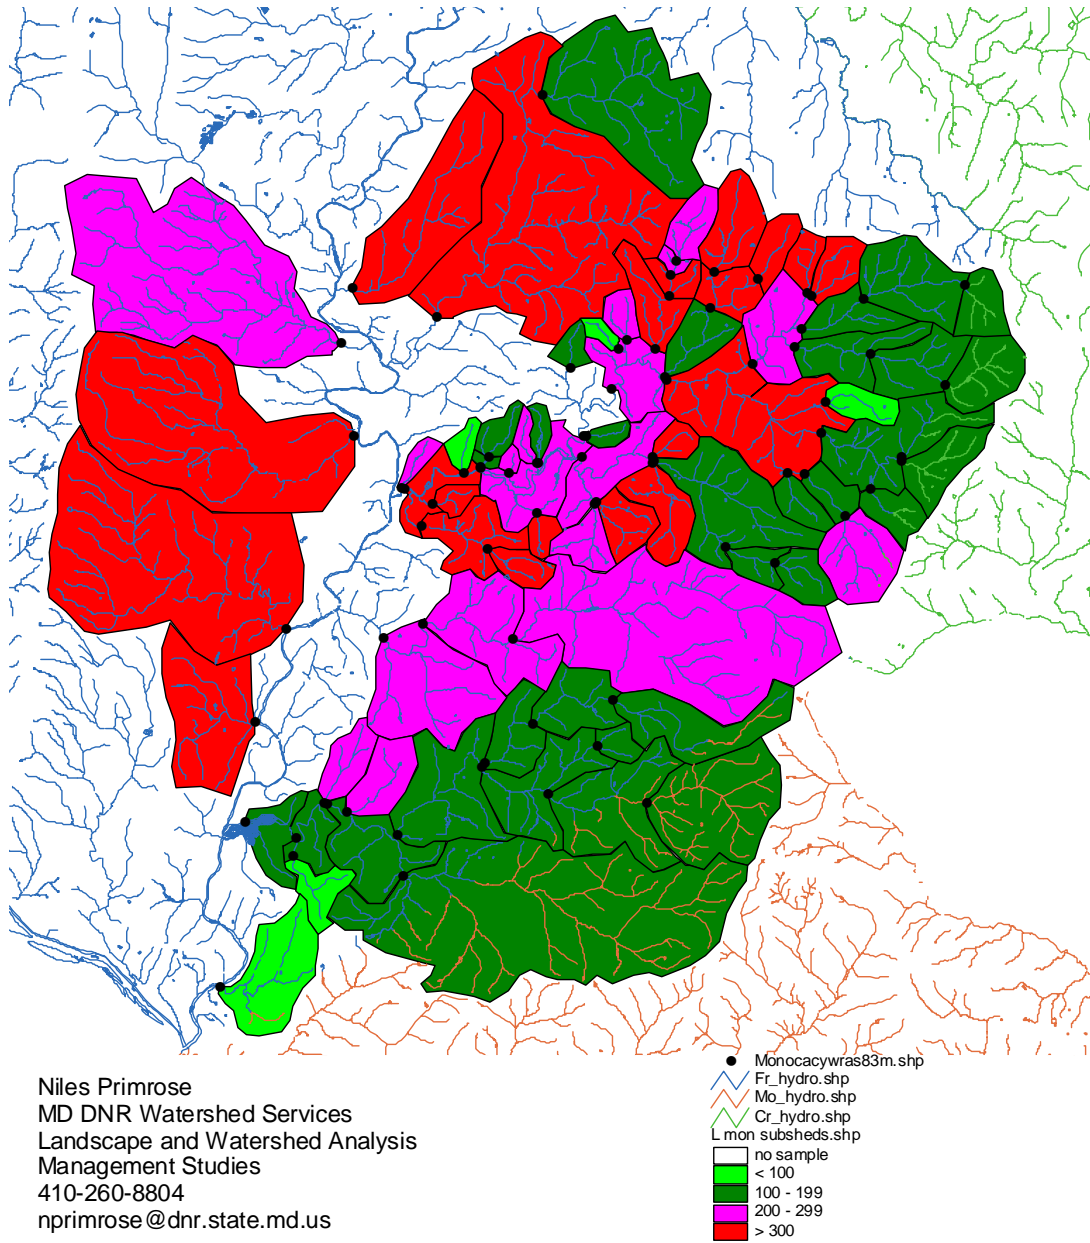 Niles Primrose
MD DNR Watershed Services
Landscape and Watershed Analysis
Management Studies
410-260-8804
nprimrose@dnr.state.md.us
Monocacywras83m.shp
Fr_hydro.shp
Mo_hydro.shp
Cr_hydro.shp
L mon subsheds.shp
no sample
< 100
100 - 199
200 - 299
> 300